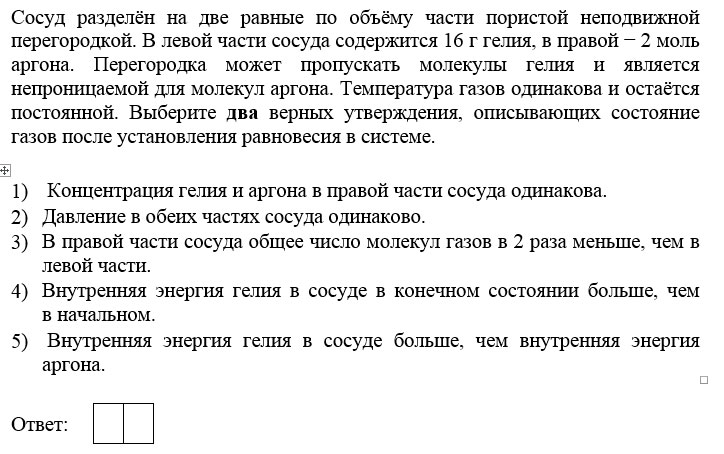 Сосуд разделён на две равные по объёму части пористой неподвижной
перегородкой. В левой части сосуда содержится 16 г гелия, в правой − 2 моль
аргона. Перегородка может пропускать молекулы гелия и является
непроницаемой для молекул аргона. Температура газов одинакова и остаётся
постоянной. Выберите два верных утверждения, описывающих состояние
газов после установления равновесия в системе.
1) Концентрация гелия и аргона в правой части сосуда одинакова.
2) Давление в обеих частях сосуда одинаково.
3) В правой части сосуда общее число молекул газов в 2 раза меньше, чем в
левой части.
4) Внутренняя энергия гелия в сосуде в конечном состоянии больше, чем
в начальном.
5) Внутренняя энергия гелия в сосуде больше, чем внутренняя энергия
аргона.
Ответ: